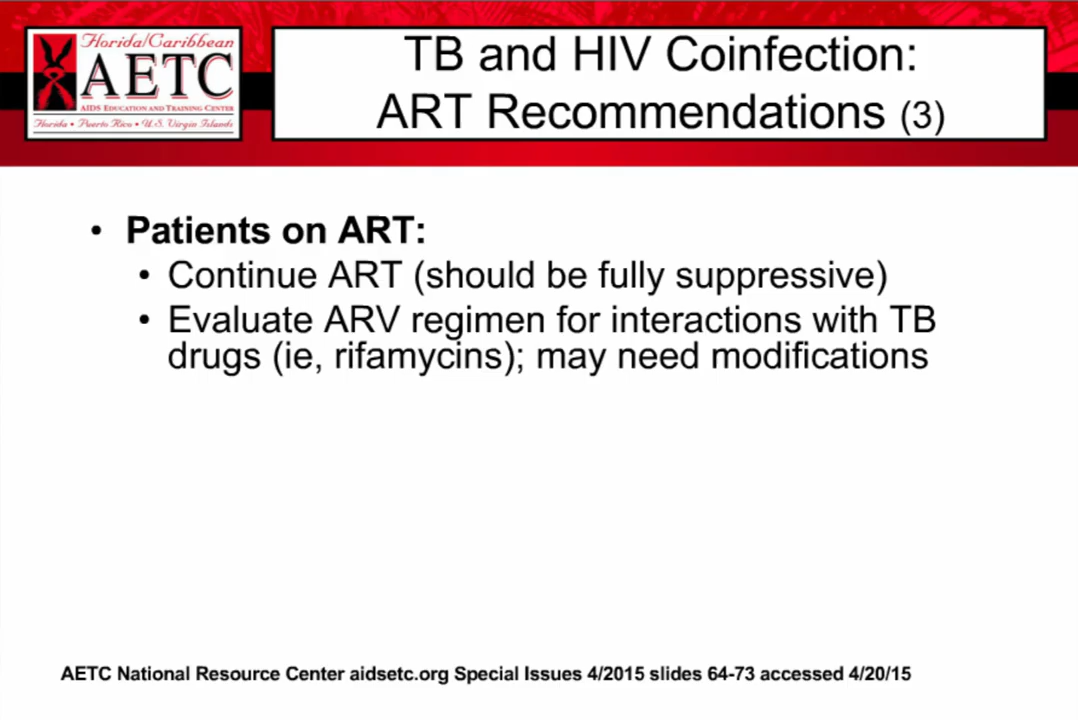 Florida/Caribbean
AETC
AIDS EDUCATION AND TRAINING CENTER
Florida • Puerto Rico • U.S. Virgin Islands
TB and HIV Coinfection:
ART Recommendations (3)
• Patients on ART:
• Continue ART (should be fully suppressive)
• Evaluate ARV regimen for interactions with TB
drugs (ie, rifamycins); may need modifications
AETC National Resource Center aidsetc.org Special Issues 4/2015 slides 64-73 accessed 4/20/15